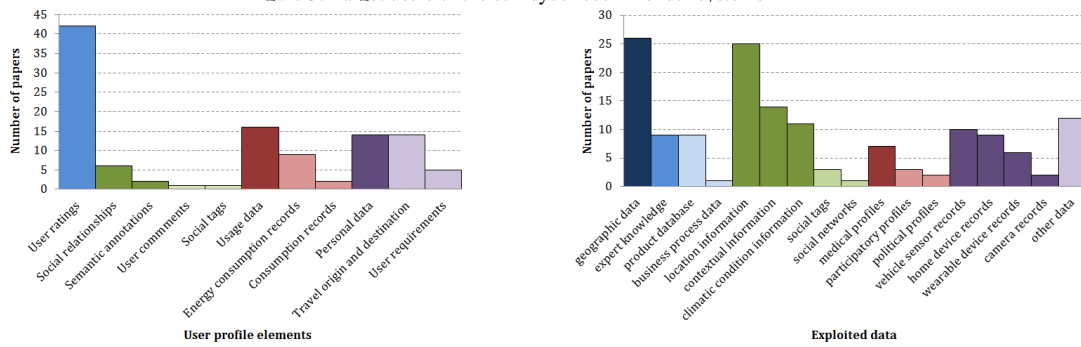 Number of papers
45
40
35
30
25
20
15
10
5
0
User ratings
Social relationships
Semantic annotations
User commments
Social tags
Usage data
Energy consumption records
Consumption records
Personal data
Travel origin and destination
User requirements
User profile elements
Number of papers
30
25
20
15
10
5
0
geographic data
expert knowledge
product database
business process data
location information
contextual information
climatic condition information
social tags
social networks
medical profiles
participatory profiles
political profiles
vehicle sensor records
home device records
wearable device records
camera records
other data
Exploited data